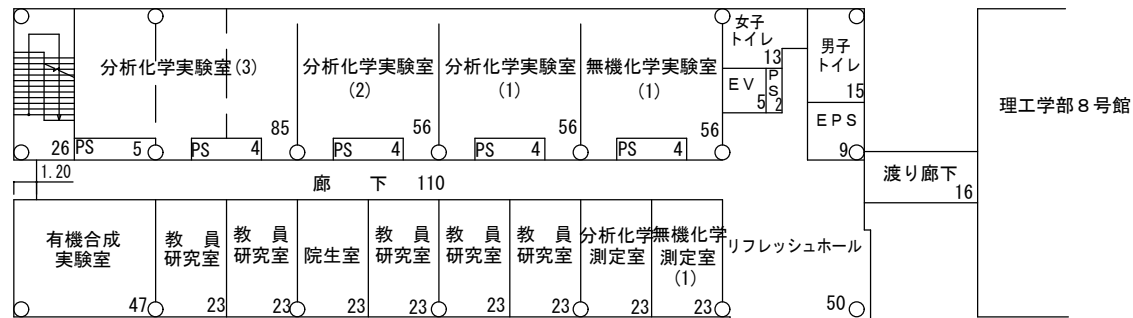 女子
トイレ
13
男子
トイレ
15
分析化学実験室(3)
85
分析化学実験室
(2)
56
分析化学実験室
(1)
56
無機化学実験室
(1)
56
EV
5
PS
2
EPS
9
理工学部8号館
26
PS
5
PS
4
PS
4
PS
4
PS
4
1.20
廊 下 110
渡り廊下
16
有機合成
実験室
47
教 員
研究室
23
教 員
研究室
23
院生室
23
教 員
研究室
23
教 員
研究室
23
教 員
研究室
23
分析化学
測定室
23
無機化学
測定室
(1)
23
リフレッシュホール
50